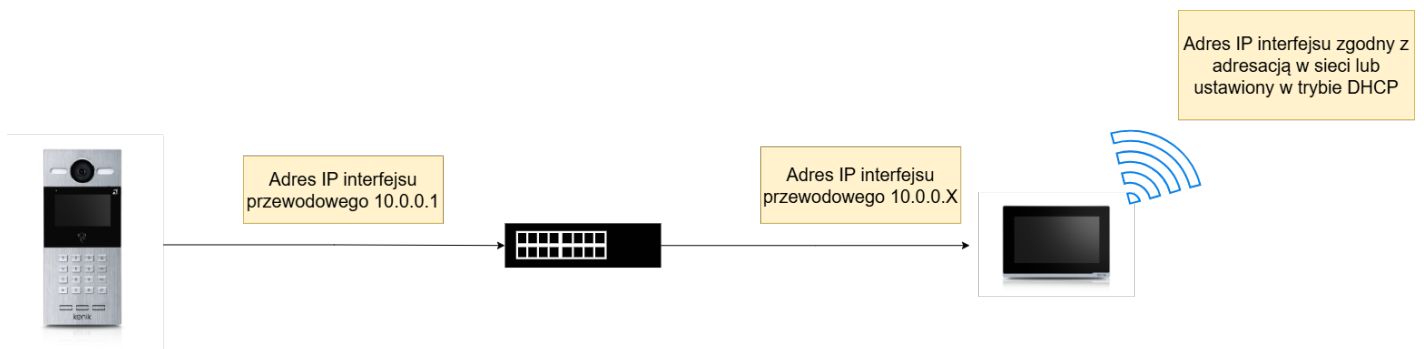 Adres IP interfejsu zgodny z
adresacją w sieci lub
ustawiony w trybie DHCP
Adres IP interfejsu
przewodowego 10.0.0.1
Adres IP interfejsu
przewodowego 10.0.0.X
kenik